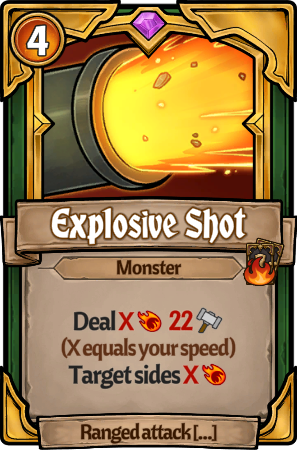 4
Explosive Shot
Monster
Deal X 22
(X equals your speed)
Target sides X
Ranged attack [...]